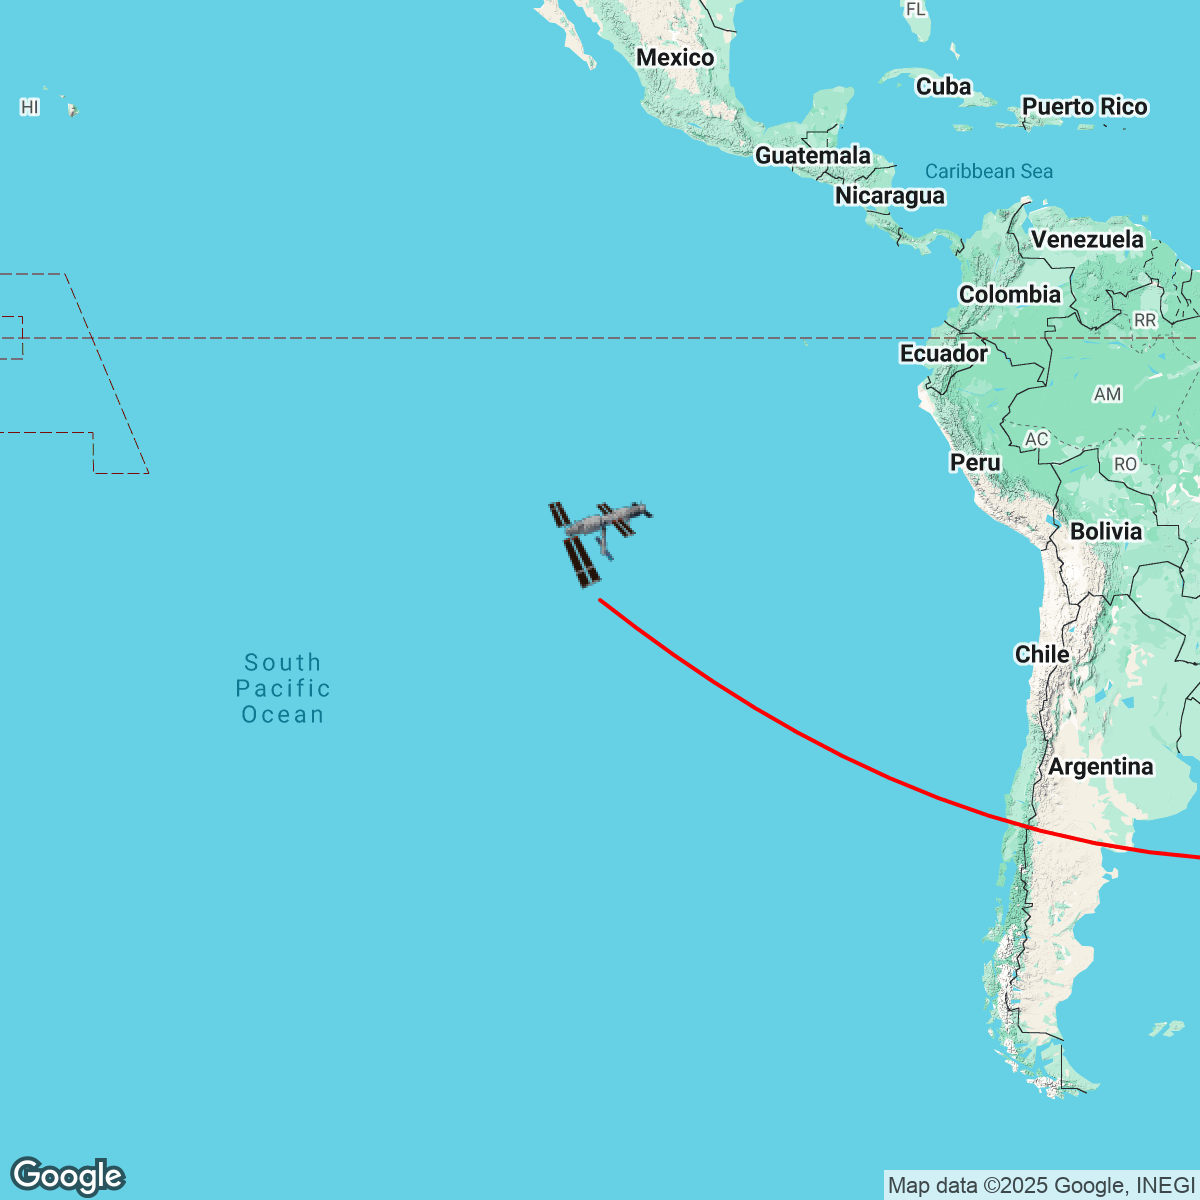 FL
Mexico
Cuba
HI
Puerto Rico
Guatemala
Caribbean Sea
Nicaragua
Venezuela
Colombia
RR
Ecuador
AM
AC
Peru
RO
Bolivia
Chile
South
Pacific
Ocean
Argentina
Google
Map data ©2025 Google, INEGI